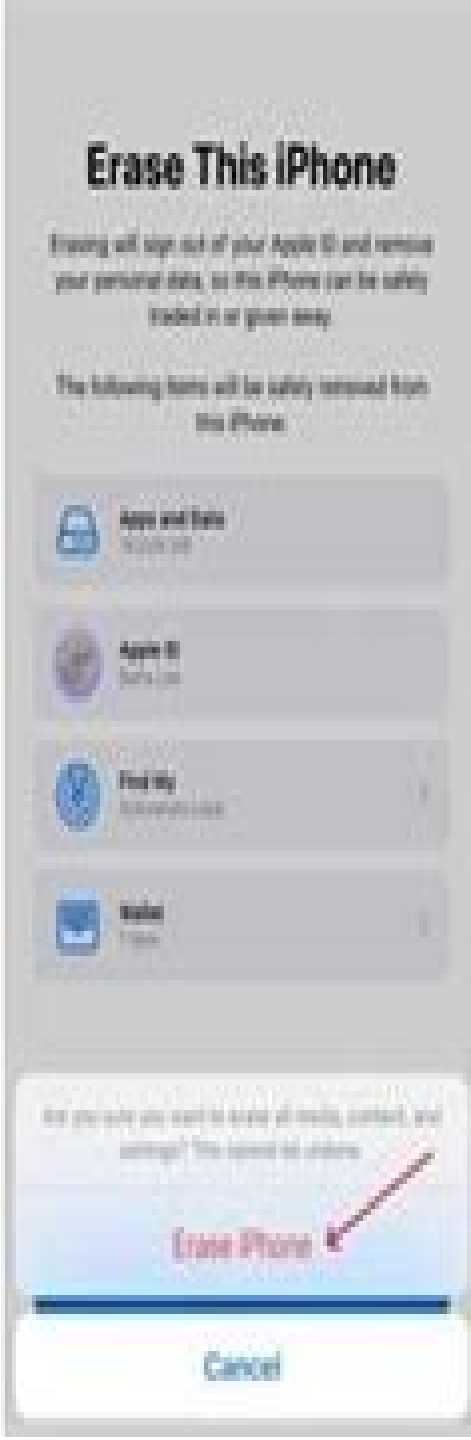 Erase This iPhone
Erasing will sign out of your Apple ID and remove
your personal data, so this iPhone can be safely
traded in or given away.
The following items will be safely removed from
this iPhone.
Apps and Data
Apple ID
Find My
Wallet
Are you sure you want to erase all media, content, and
settings? This cannot be undone.
Erase iPhone
Cancel